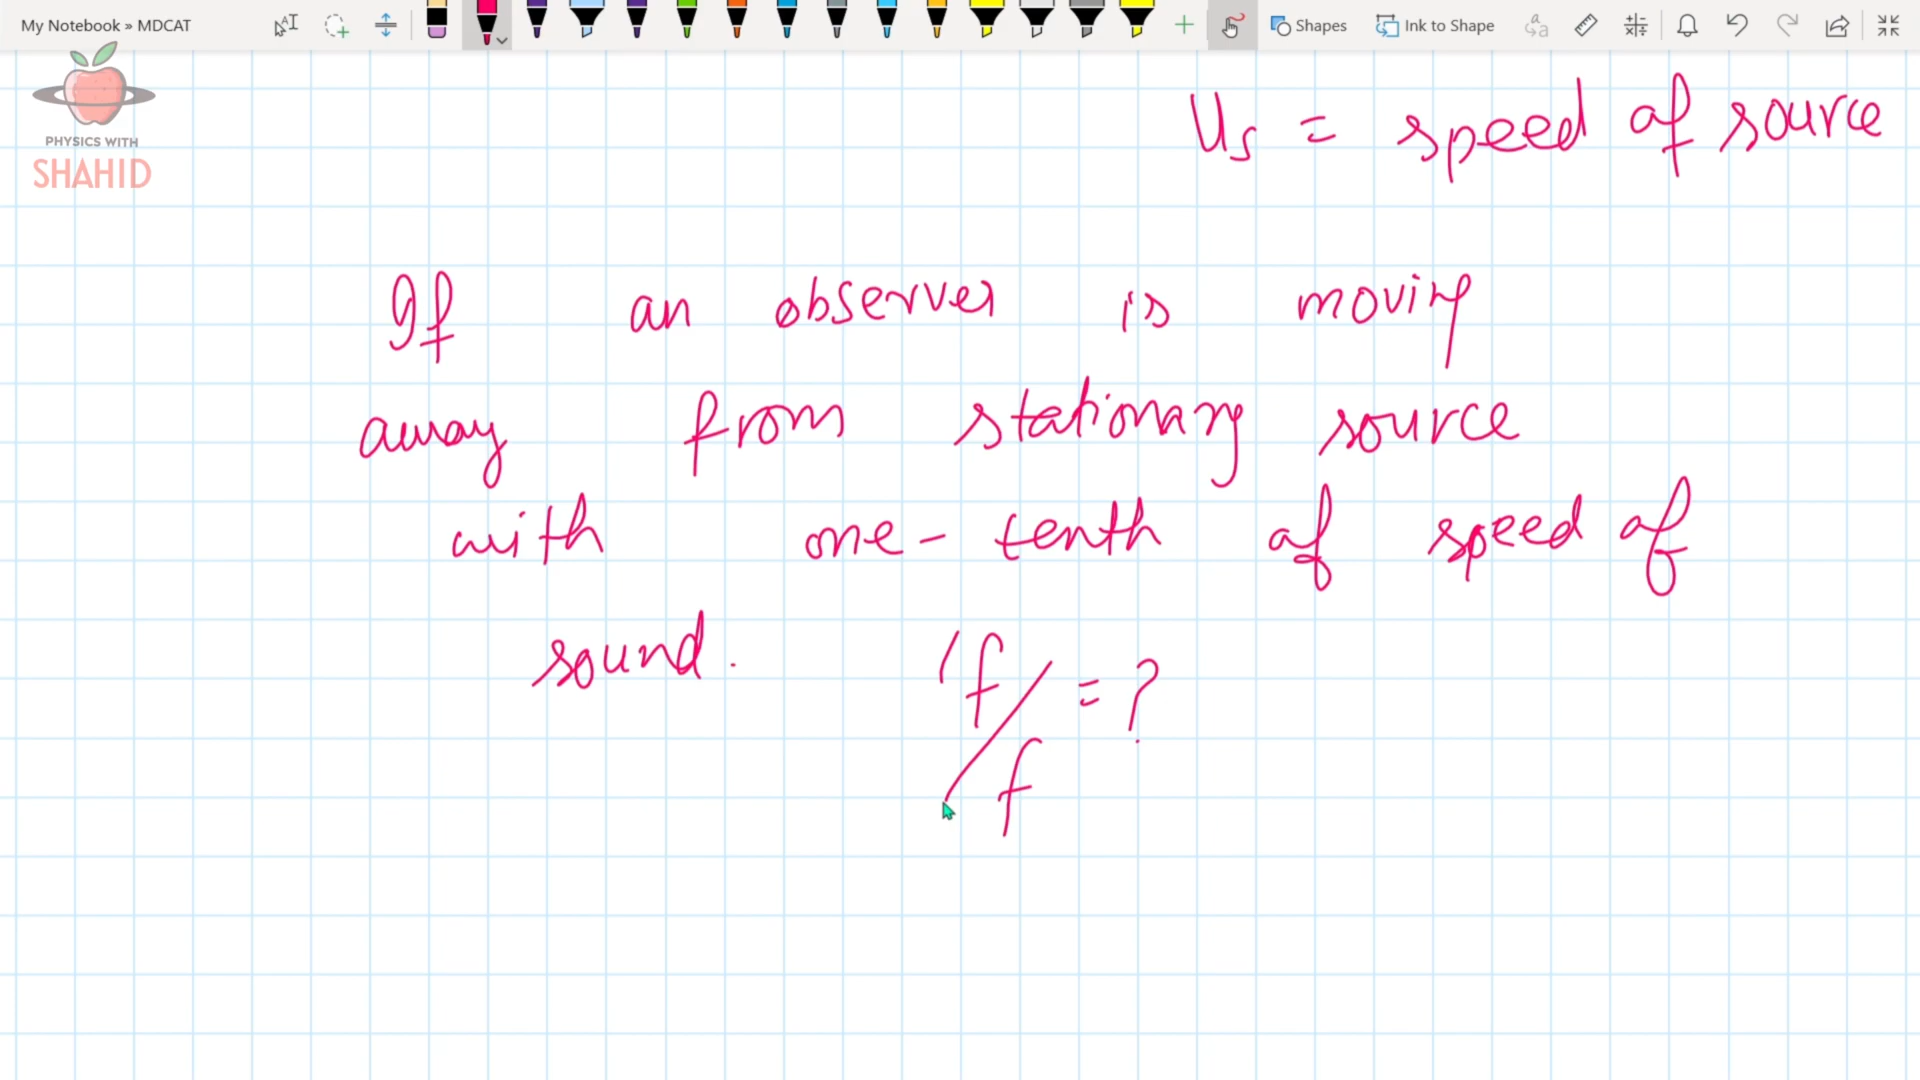 My Notebook » MDCAT
Shapes
Ink to Shape
PHYSICS WITH
SHAHID
Us = speed of source
If an observer is moving
away from stationary source
with one-tenth of speed of
sound. 'f/f = ?